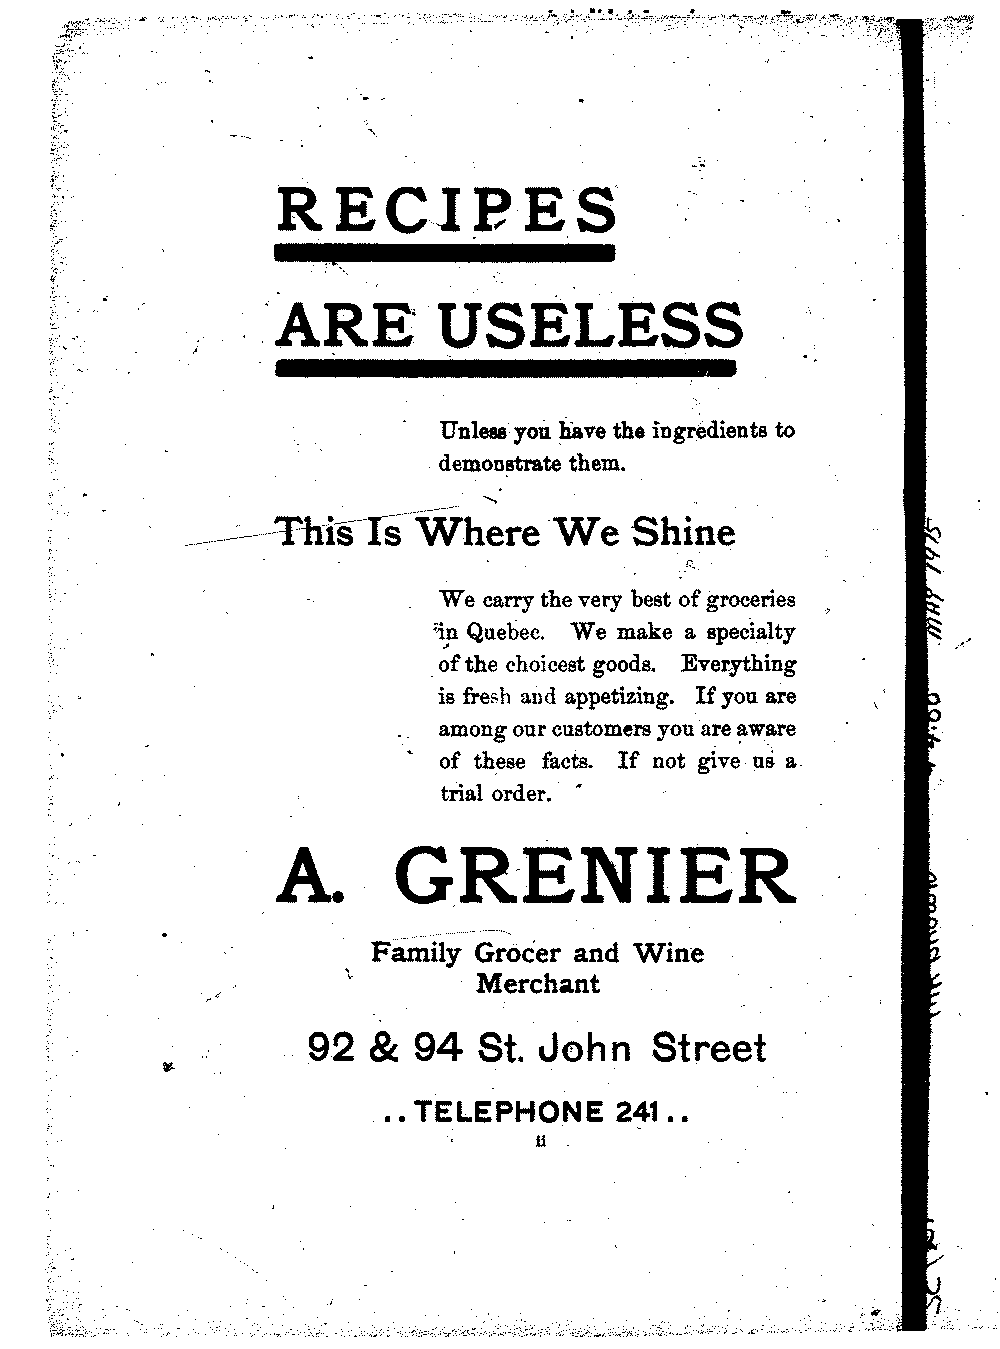 RECIPES
ARE USELESS
Unless you have the ingredients to
demonstrate them.
This Is Where We Shine
We carry the very best of groceries
in Quebec. We make a specialty
of the choicest goods. Everything
is fresh and appetizing. If you are
among our customers you are aware
of these facts. If not give us a
trial order.
A. GRENIER
Family Grocer and Wine
Merchant
92 & 94 St. John Street
..TELEPHONE 241..
ii